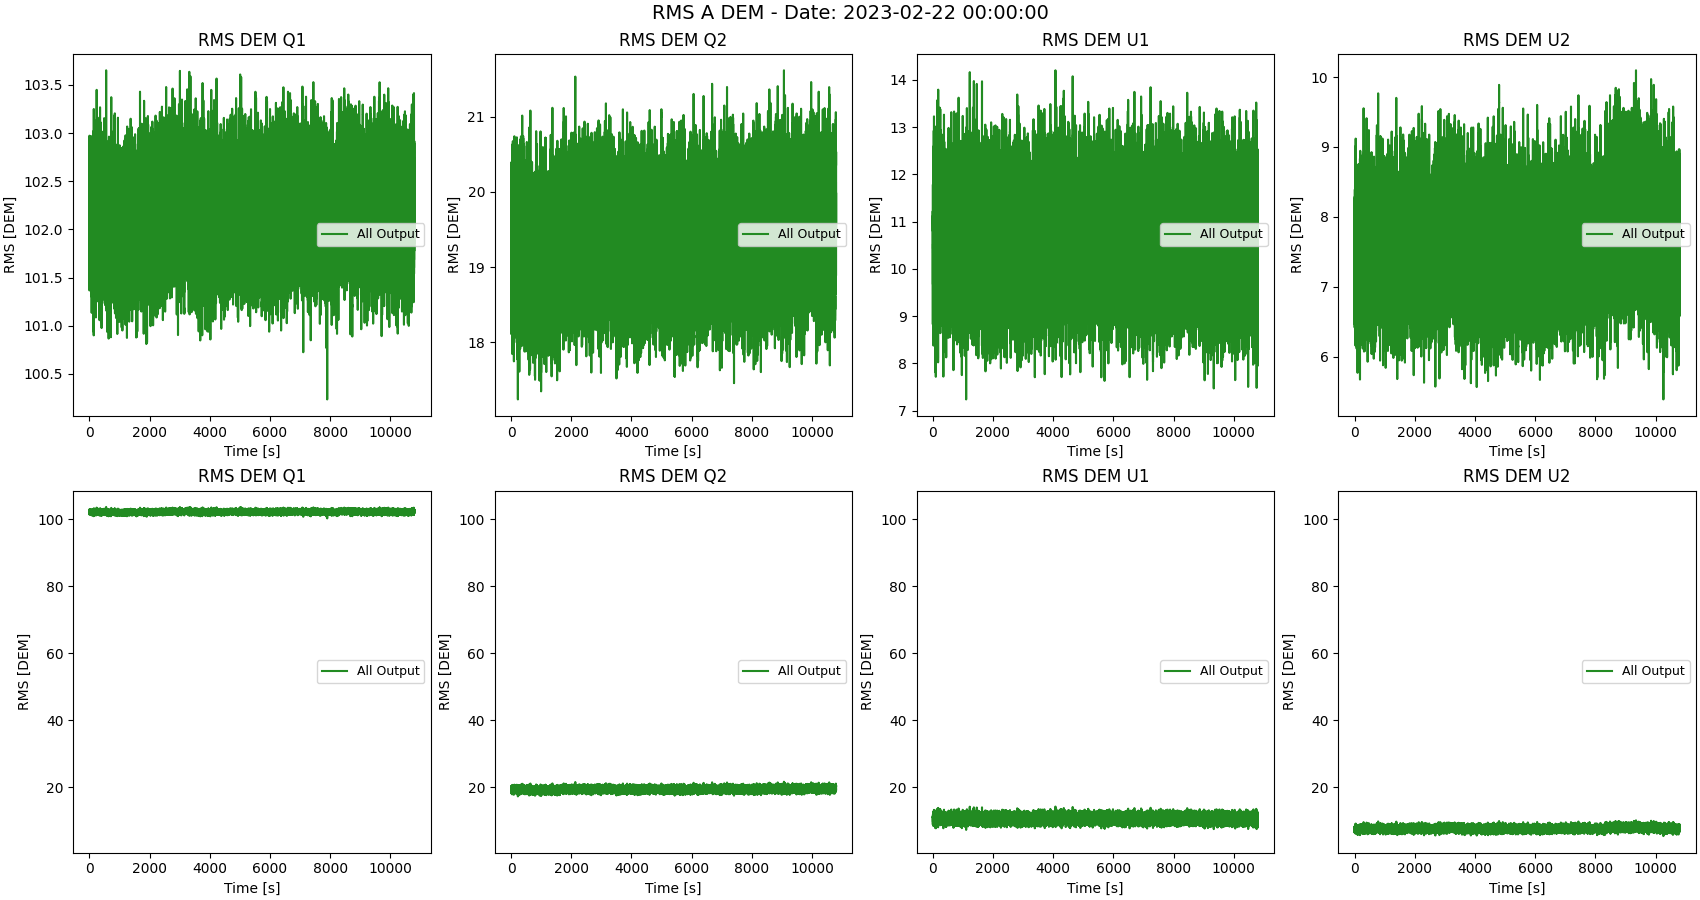 RMS A DEM - Date: 2023-02-22 00:00:00
RMS DEM Q1
RMS [DEM]
103.5
103.0
102.5
102.0
101.5
101.0
100.5
0 2000 4000 6000 8000 10000
Time [s]
All Output
RMS DEM Q2
RMS [DEM]
21
20
19
18
0 2000 4000 6000 8000 10000
Time [s]
All Output
RMS DEM U1
RMS [DEM]
14
13
12
11
10
9
8
7
0 2000 4000 6000 8000 10000
Time [s]
All Output
RMS DEM U2
RMS [DEM]
10
9
8
7
6
0 2000 4000 6000 8000 10000
Time [s]
All Output
RMS DEM Q1
RMS [DEM]
100
80
60
40
20
0 2000 4000 6000 8000 10000
Time [s]
All Output
RMS DEM Q2
RMS [DEM]
100
80
60
40
20
0 2000 4000 6000 8000 10000
Time [s]
All Output
RMS DEM U1
RMS [DEM]
100
80
60
40
20
0 2000 4000 6000 8000 10000
Time [s]
All Output
RMS DEM U2
RMS [DEM]
100
80
60
40
20
0 2000 4000 6000 8000 10000
Time [s]
All Output